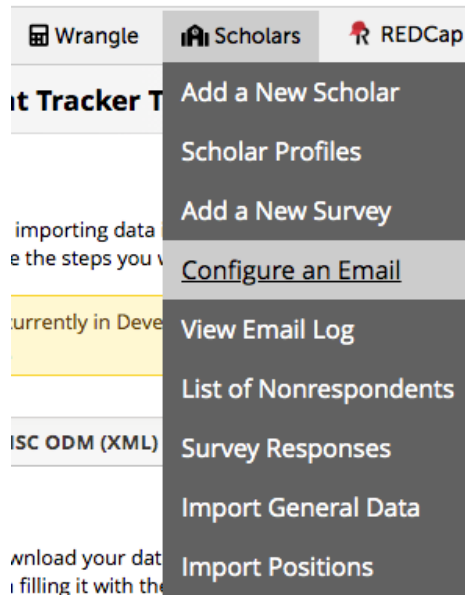 Wrangle Scholars REDCap
t Tracker T
Add a New Scholar
Scholar Profiles
Add a New Survey
importing data
e the steps you
Configure an Email
urrently in Deve
View Email Log
List of Nonrespondents
ISC ODM (XML)
Survey Responses
Import General Data
wnload your dat
Import Positions
filling it with the